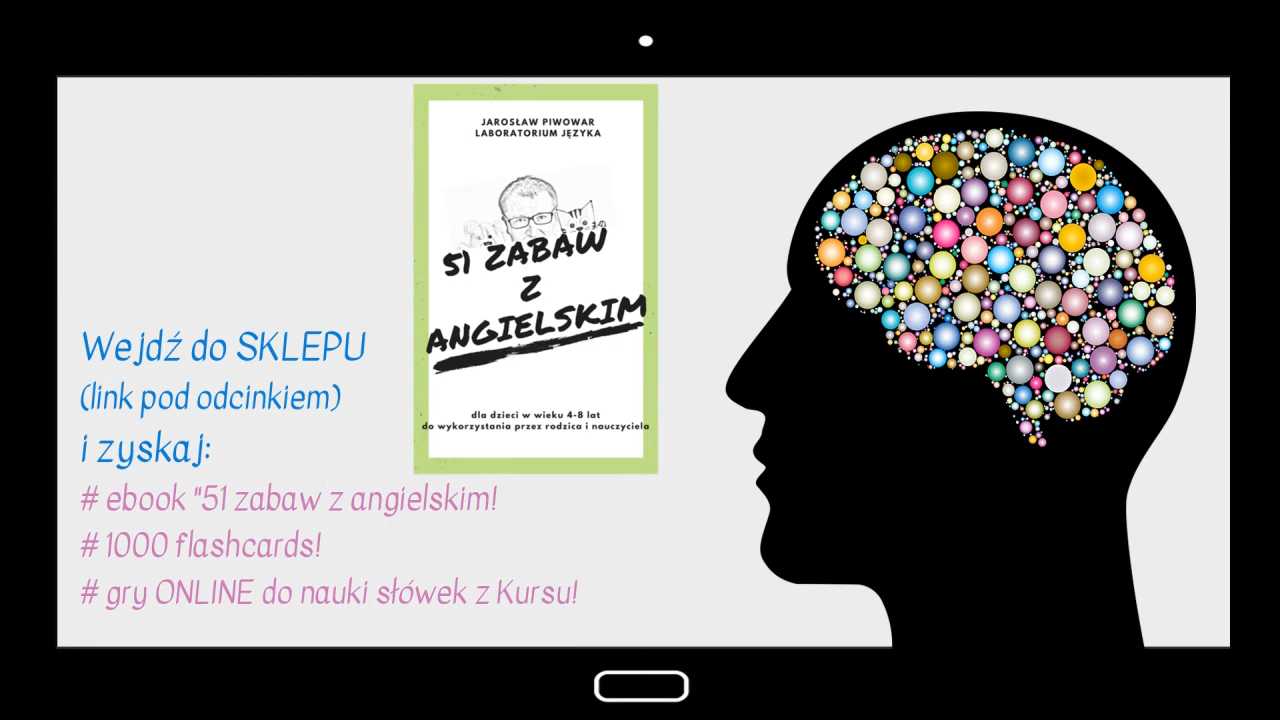 JAROSŁAW PIWOWAR
LABORATORIUM JĘZYKA
51 ZABAW
Z
ANGIELSKIM
dla dzieci w wieku 4-8 lat
do wykorzystania przez rodzica i nauczyciela
Wejdź do SKLEPU
(link pod odcinkiem)
i zyskaj:
# ebook "51 zabaw z angielskim!
# 1000 flashcards!
# gry ONLINE do nauki słówek z Kursu!